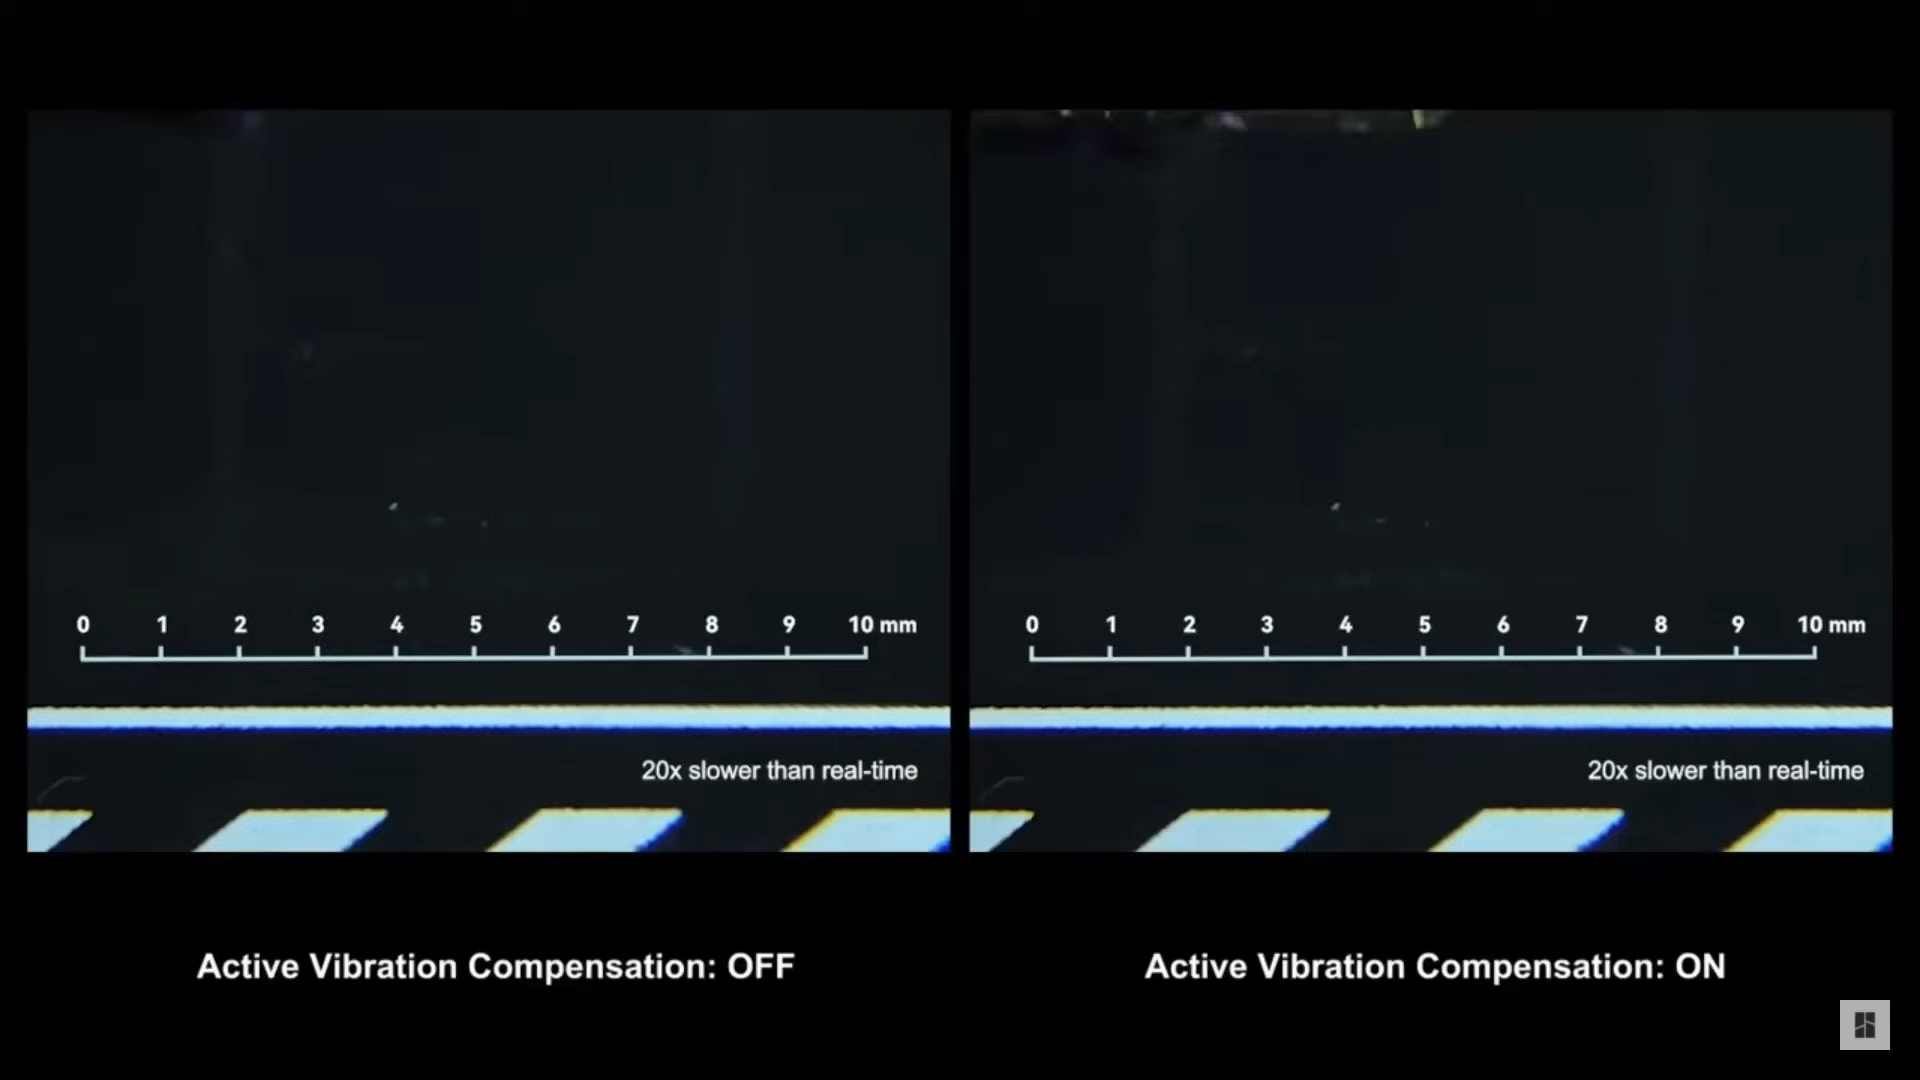 0 1 2 3 4 5 6 7 8 9 10 mm
20x slower than real-time
Active Vibration Compensation: OFF
0 1 2 3 4 5 6 7 8 9 10 mm
20x slower than real-time
Active Vibration Compensation: ON